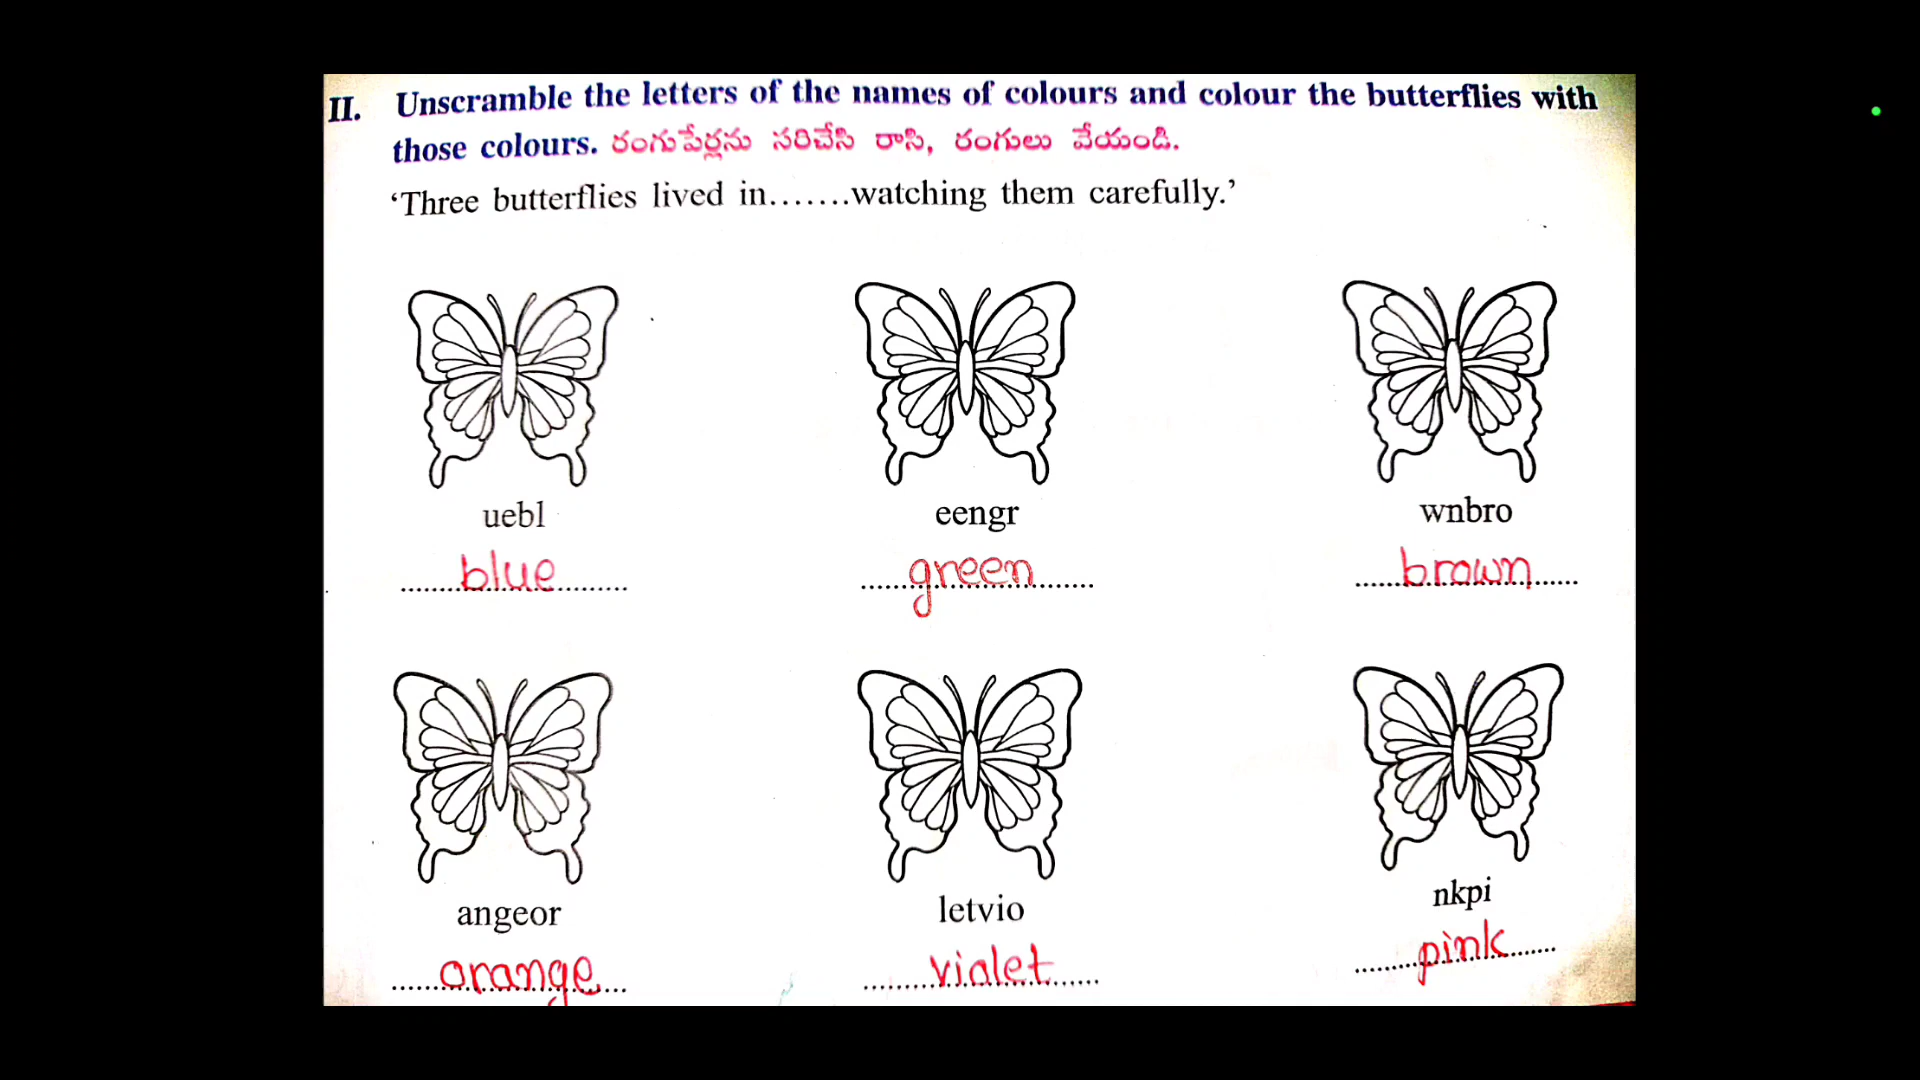 II. Unscramble the letters of the names of colours and colour the butterflies with
those colours. రంగుపేర్లను సరిచేసి రాసి, రంగులు వేయండి.
‘Three butterflies lived in.......watching them carefully.’
uebl eengr wnbro
blue green brown
angeor letvio nkpi
orange violet pink